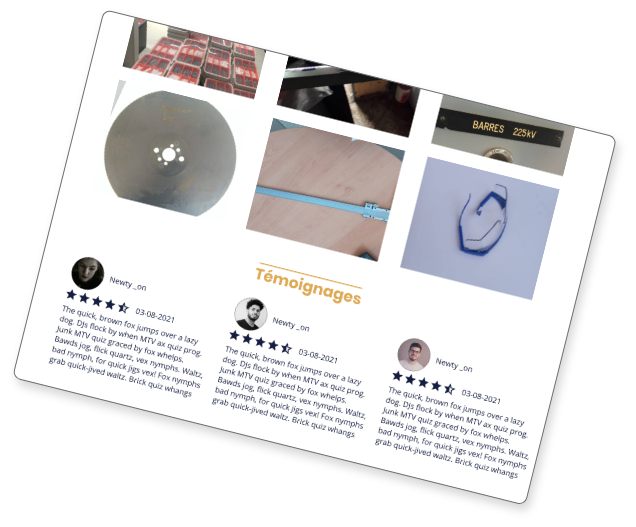 BARRES 225kV
Témoignages
Newty_on
03-08-2021
The quick, brown fox jumps over a lazy
dog. DJs flock by when MTV ax quiz prog.
Junk MTV quiz graced by fox whelps.
Bawds jog, flick quartz, vex nymphs. Waltz,
bad nymph, for quick jigs vex! Fox nymphs
grab quick-jived waltz. Brick quiz whangs
Newty_on
03-08-2021
The quick, brown fox jumps over a lazy
dog. DJs flock by when MTV ax quiz prog.
Junk MTV quiz graced by fox whelps.
Bawds jog, flick quartz, vex nymphs. Waltz,
bad nymph, for quick jigs vex! Fox nymphs
grab quick-jived waltz. Brick quiz whangs
Newty_on
03-08-2021
The quick, brown fox jumps over a lazy
dog. DJs flock by when MTV ax quiz prog.
Junk MTV quiz graced by fox whelps.
Bawds jog, flick quartz, vex nymphs. Waltz,
bad nymph, for quick jigs vex! Fox nymphs
grab quick-jived waltz. Brick quiz whangs